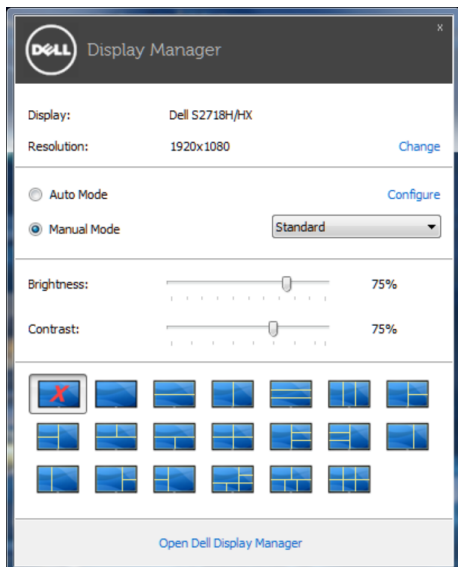 x
DELL Display Manager
Display: Dell S2718H/HX
Resolution: 1920x1080 Change
Auto Mode Configure
Manual Mode Standard
Brightness: 75%
Contrast: 75%
X
Open Dell Display Manager